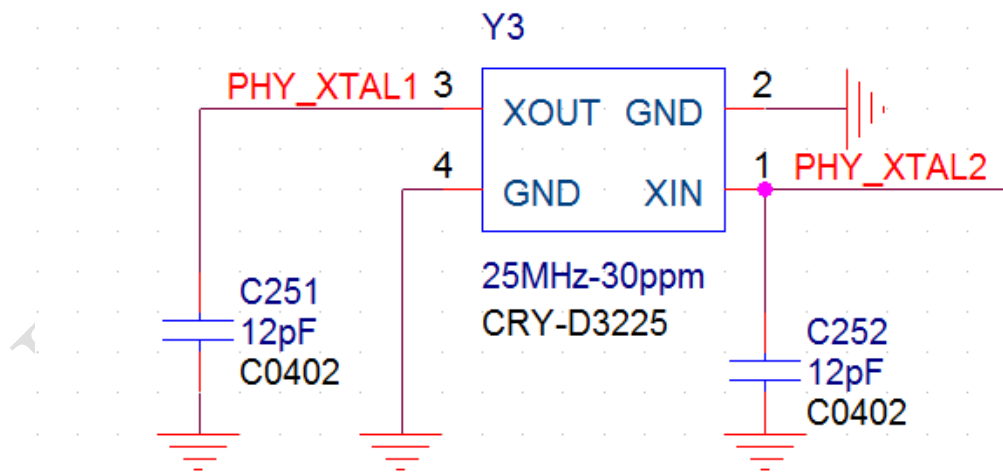 Y3
PHY_XTAL1 3
2
XOUT GND
4
1 PHY_XTAL2
GND XIN
25MHz-30ppm
CRY-D3225
C251
12pF
C0402
C252
12pF
C0402